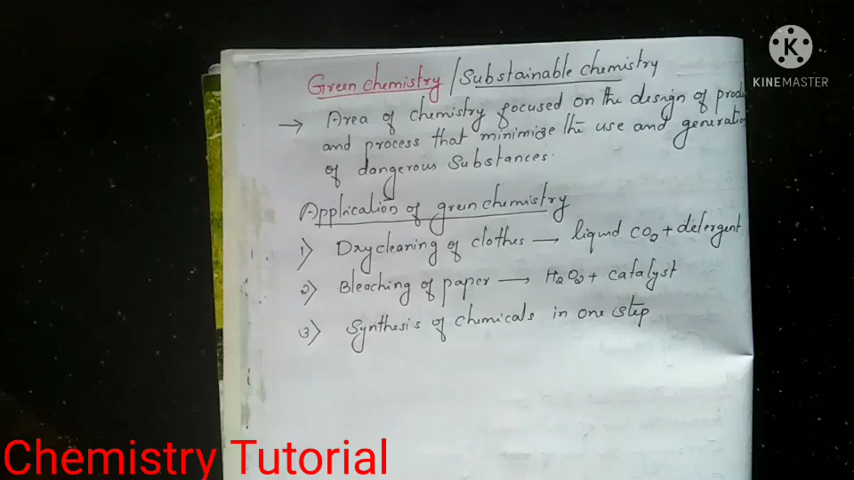 Green chemistry / Substainable chemistry
→ Area of chemistry focused on the design of produ
and process that minimize the use and generatio
of dangerous substances.
Application of green chemistry
1) Dry cleaning of clothes → liquid CO2 + detergent
2) Bleaching of paper → H2O2 + catalyst
3) Synthesis of chemicals in one step
K
KINEMASTER
Chemistry Tutorial